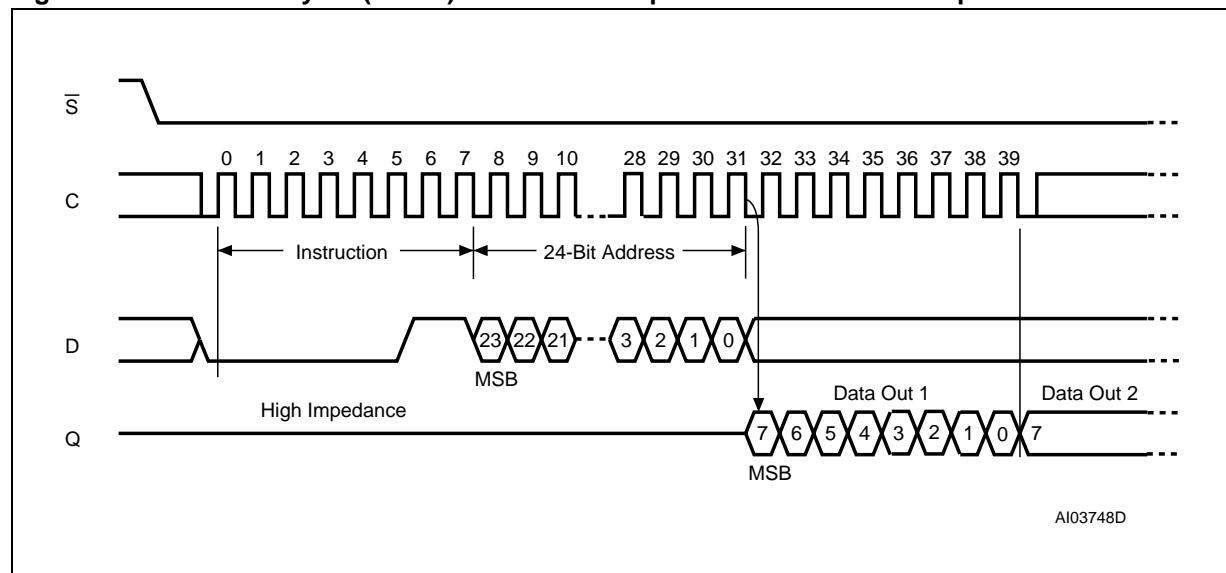 S
0 1 2 3 4 5 6 7 8 9 10 28 29 30 31 32 33 34 35 36 37 38 39
C
Instruction 24-Bit Address
D 23 22 21 3 2 1 0
MSB
High Impedance Data Out 1 Data Out 2
Q 7 6 5 4 3 2 1 0 7
MSB
AI03748D